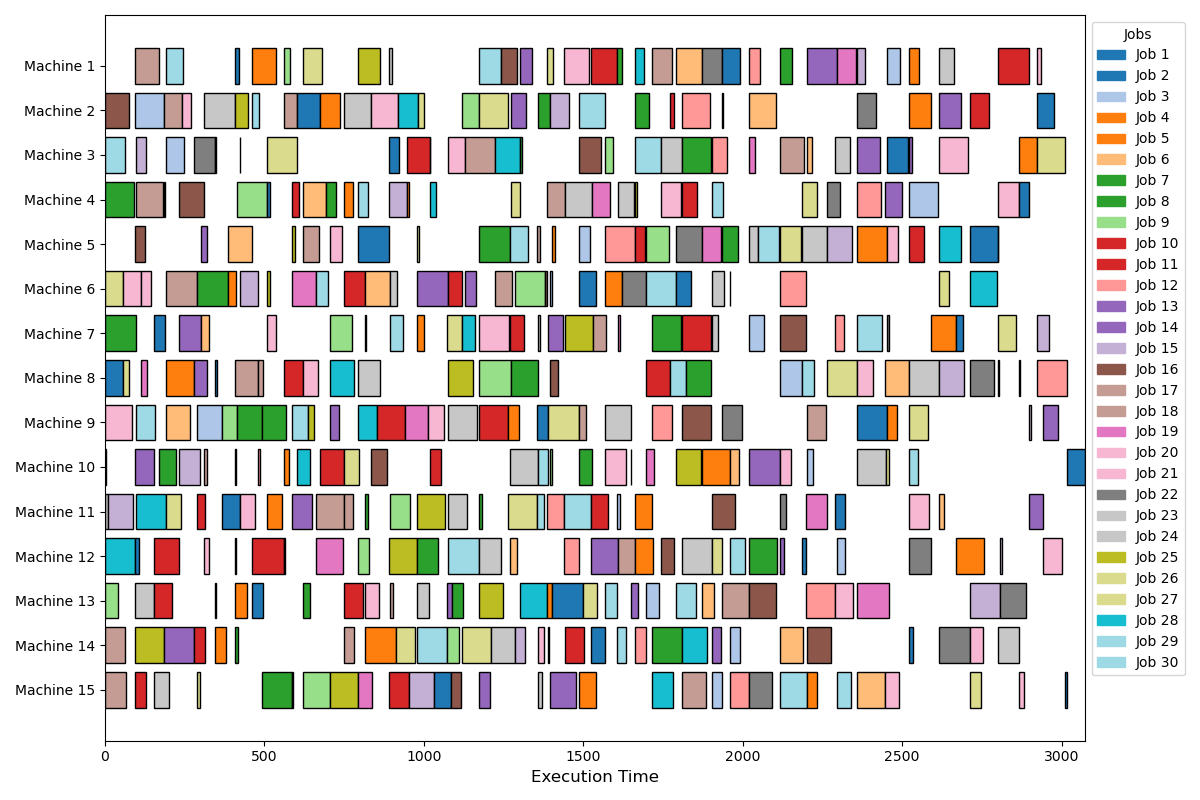 Machine 1
Machine 2
Machine 3
Machine 4
Machine 5
Machine 6
Machine 7
Machine 8
Machine 9
Machine 10
Machine 11
Machine 12
Machine 13
Machine 14
Machine 15
0 500 1000 1500 2000 2500 3000
Execution Time
Jobs
Job 1
Job 2
Job 3
Job 4
Job 5
Job 6
Job 7
Job 8
Job 9
Job 10
Job 11
Job 12
Job 13
Job 14
Job 15
Job 16
Job 17
Job 18
Job 19
Job 20
Job 21
Job 22
Job 23
Job 24
Job 25
Job 26
Job 27
Job 28
Job 29
Job 30